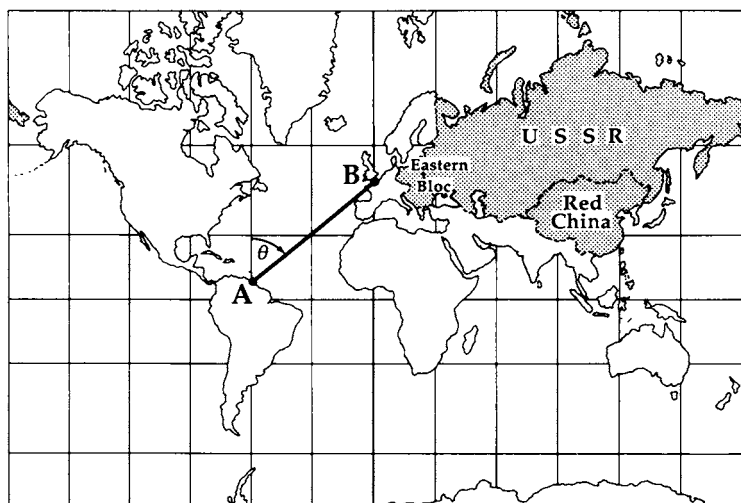 U S S R
Eastern
Bloc
B
Red
China
θ
A